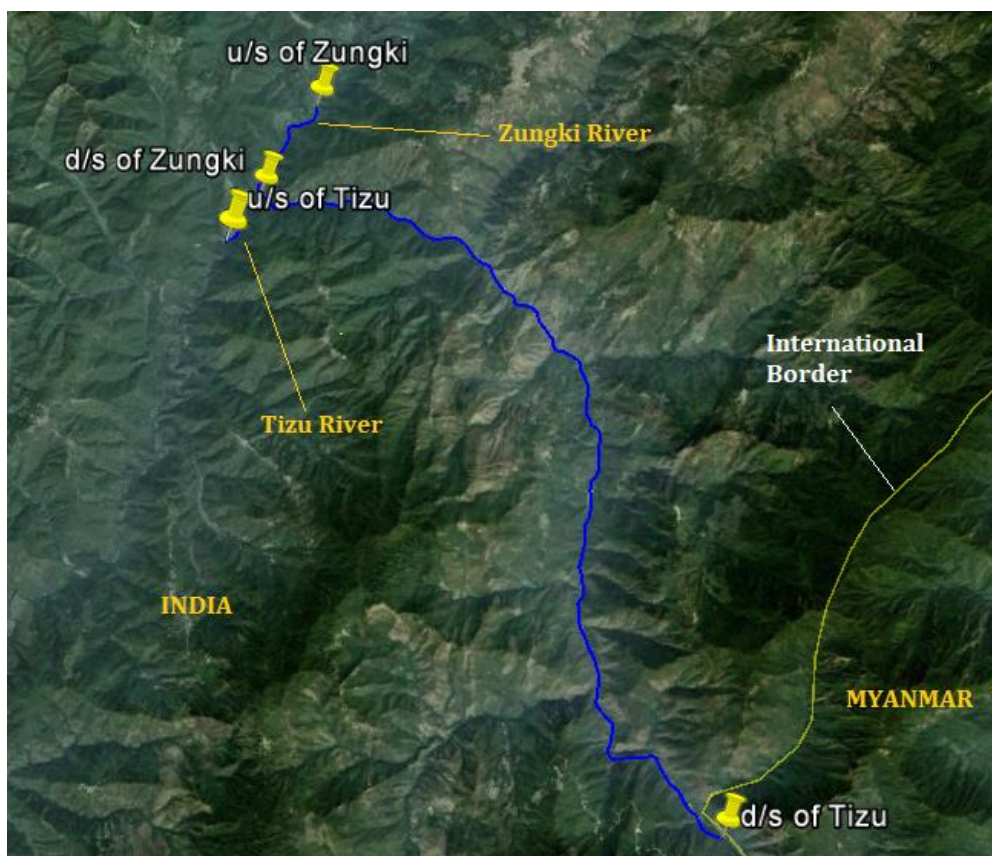 u/s of Zungki
Zungki River
d/s of Zungki
u/s of Tizu
Tizu River
International
Border
INDIA
MYANMAR
d/s of Tizu